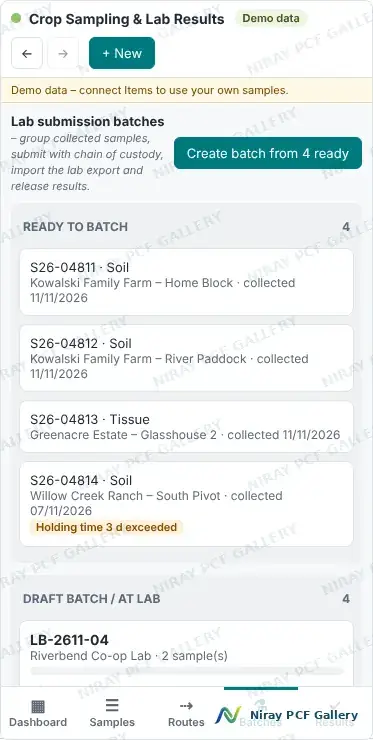 Crop Sampling & Lab Results Demo data
← → + New
Demo data – connect Items to use your own samples.
Lab submission batches
– group collected samples,
submit with chain of custody,
import the lab export and
release results.
Create batch from 4 ready
READY TO BATCH 4
S26-04811 · Soil
Kowalski Family Farm – Home Block · collected
11/11/2026
S26-04812 · Soil
Kowalski Family Farm – River Paddock · collected
11/11/2026
S26-04813 · Tissue
Greenacre Estate – Glasshouse 2 · collected 11/11/2026
S26-04814 · Soil
Willow Creek Ranch – South Pivot · collected
07/11/2026
Holding time 3 d exceeded
DRAFT BATCH / AT LAB 4
LB-2611-04
Riverbend Co-op Lab · 2 sample(s)
Dashboard Samples Routes Batches Results
Niray PCF Gallery
NIRAY PCF GALLERY